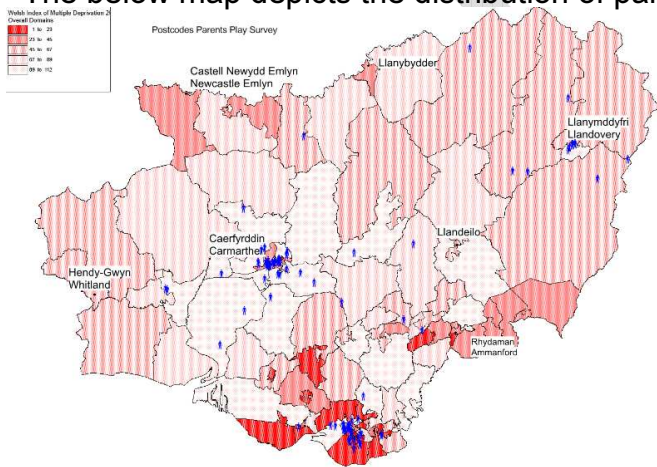 The below map depicts the distribution of par
Welsh Index of Multiple Deprivation 2
Overall Domains
1 to 23
23 to 45
45 to 67
67 to 89
89 to 112
Postcodes Parents Play Survey
Llanybydder
Castell Newydd Emlyn
Newcastle Emlyn
Llanymddyfri
Llandovery
Caerfyrddin
Carmarthen
Llandeilo
Hendy-Gwyn
Whitland
Rhydaman
Ammanford